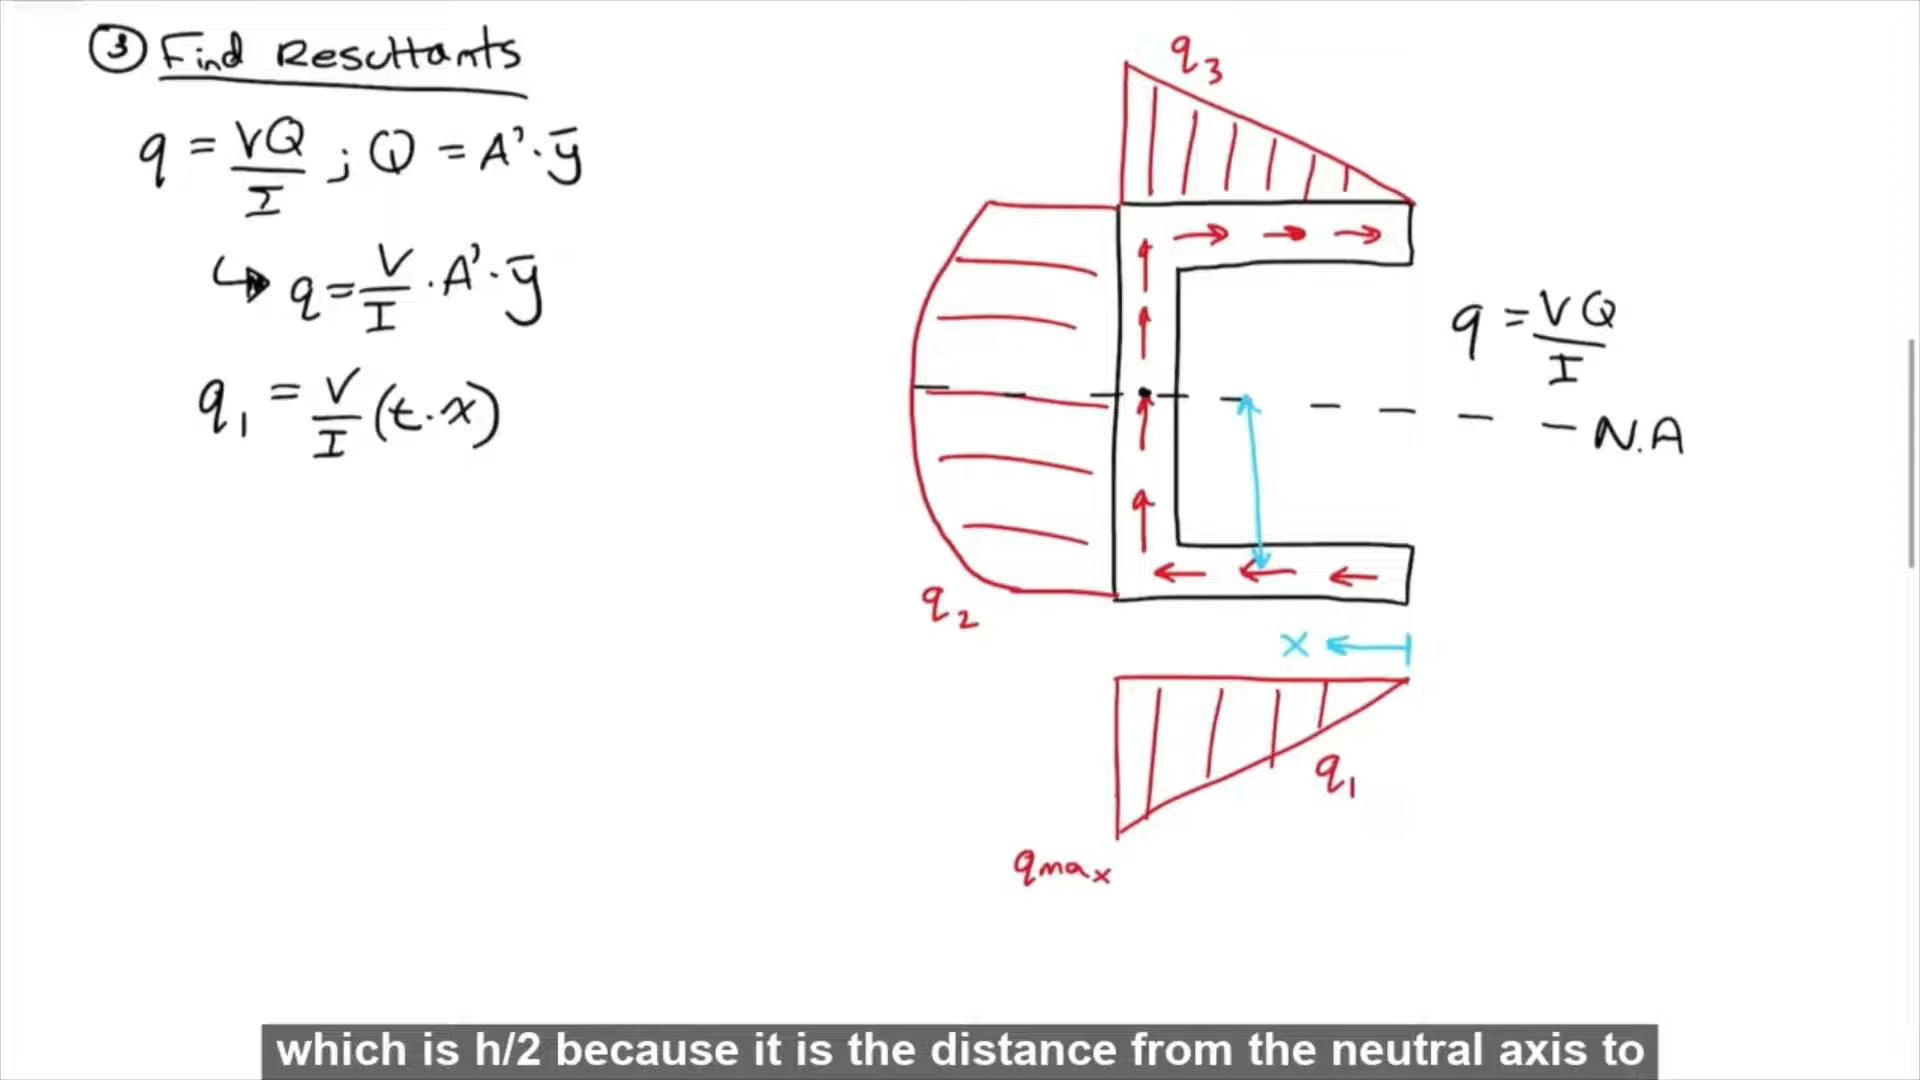 ③ Find Resultants
q = VQ/I ; Q = A'·ȳ
↳ q = V/I · A'·ȳ
q₁ = V/I (t·x)
q₃
q = VQ/I
N.A
q₂
x
q₁
qmax
which is h/2 because it is the distance from the neutral axis to